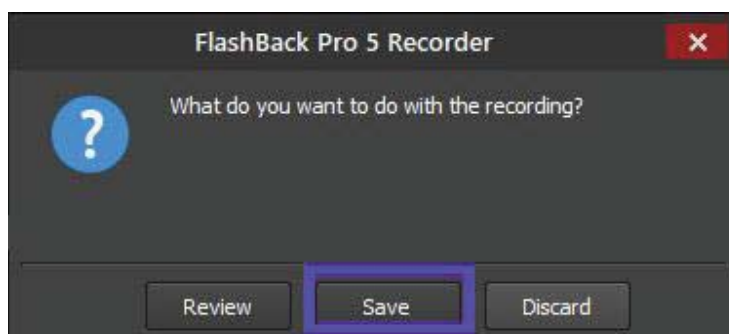 FlashBack Pro 5 Recorder
What do you want to do with the recording?
Review Save Discard